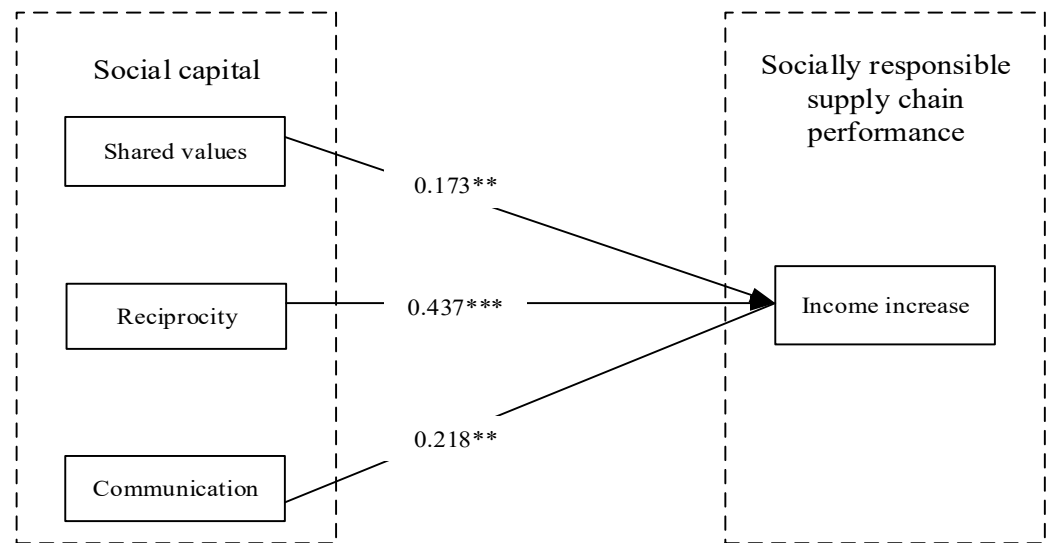 Social capital
Shared values
Reciprocity
Communication
0.173**
0.437***
0.218**
Socially responsible
supply chain
performance
Income increase